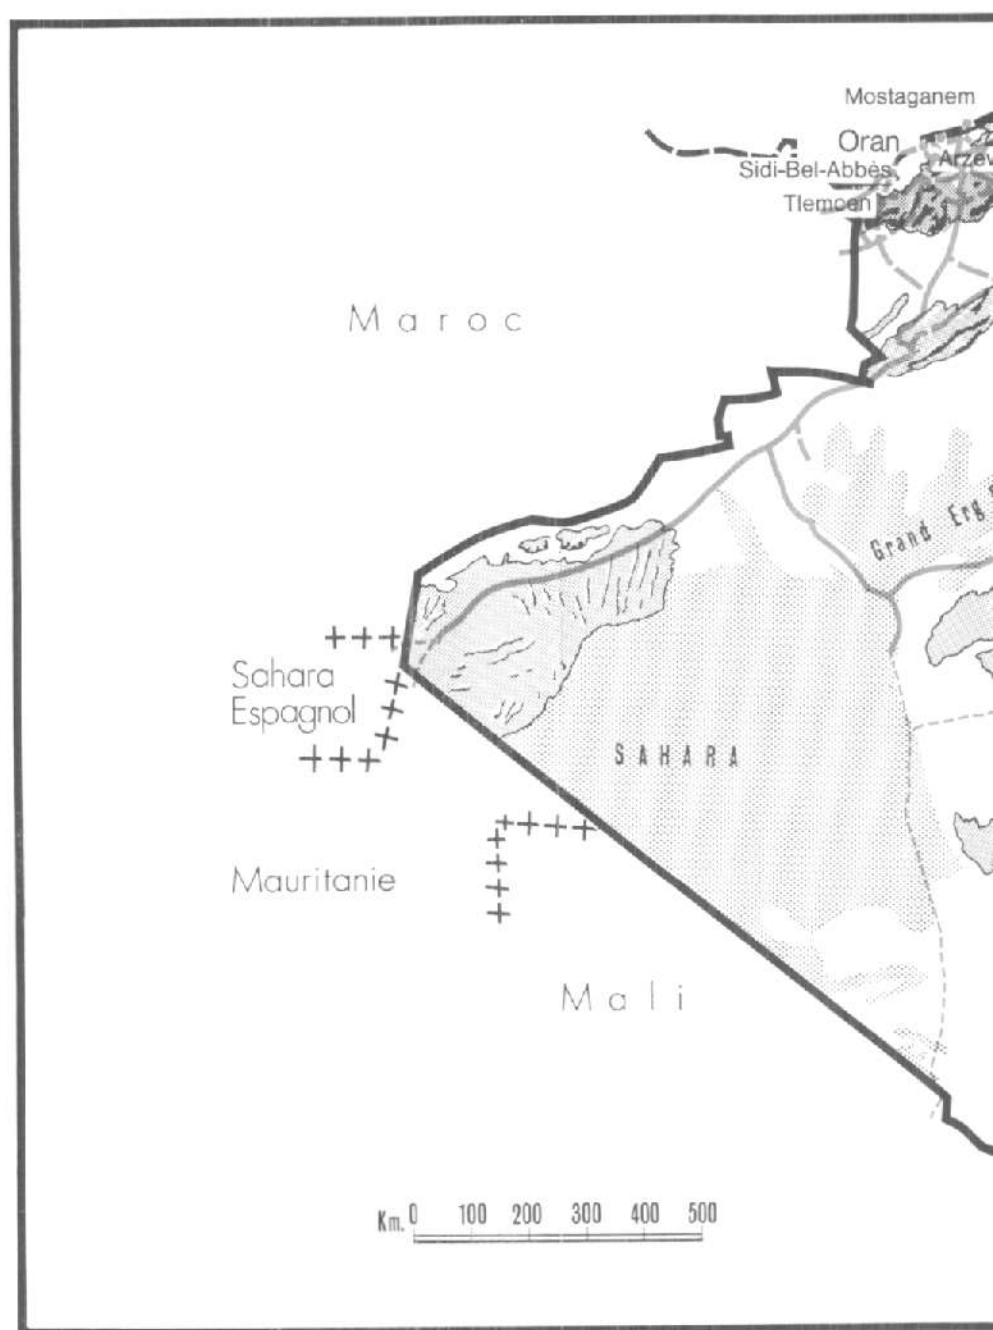 Mostaganem
Oran
Arzew
Sidi-Bel-Abbès
Tlemcen
Maroc
Grand Erg
Sahara
Espagnol
SAHARA
Mauritanie
Mali
Km. 0 100 200 300 400 500